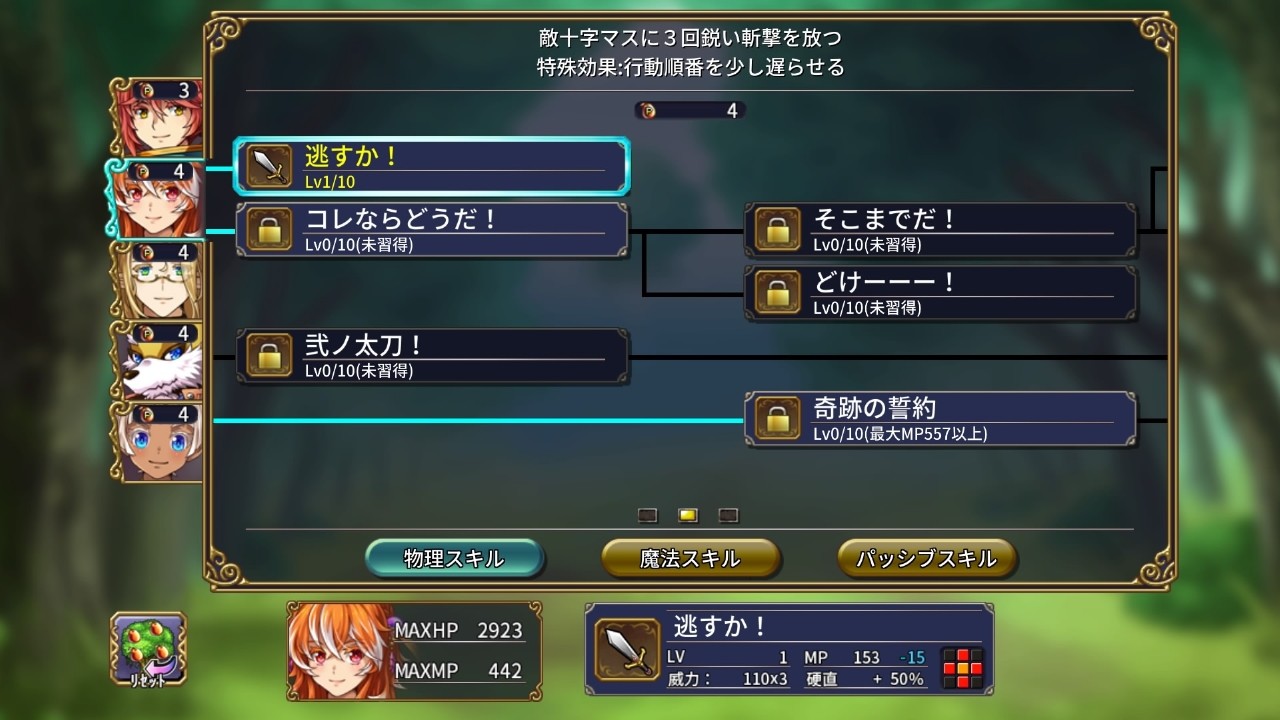 敵十字マスに３回鋭い斬撃を放つ
特殊効果:行動順番を少し遅らせる
4
3
4
4
4
4
逃すか！
Lv1/10
コレならどうだ！
Lv0/10(未習得)
そこまでだ！
Lv0/10(未習得)
どけーーー！
Lv0/10(未習得)
弐ノ太刀！
Lv0/10(未習得)
奇跡の誓約
Lv0/10(最大MP557以上)
物理スキル
魔法スキル
パッシブスキル
リセット
MAXHP 2923
MAXMP 442
逃すか！
LV 1 MP 153 -15
威力： 110x3 硬直 + 50%